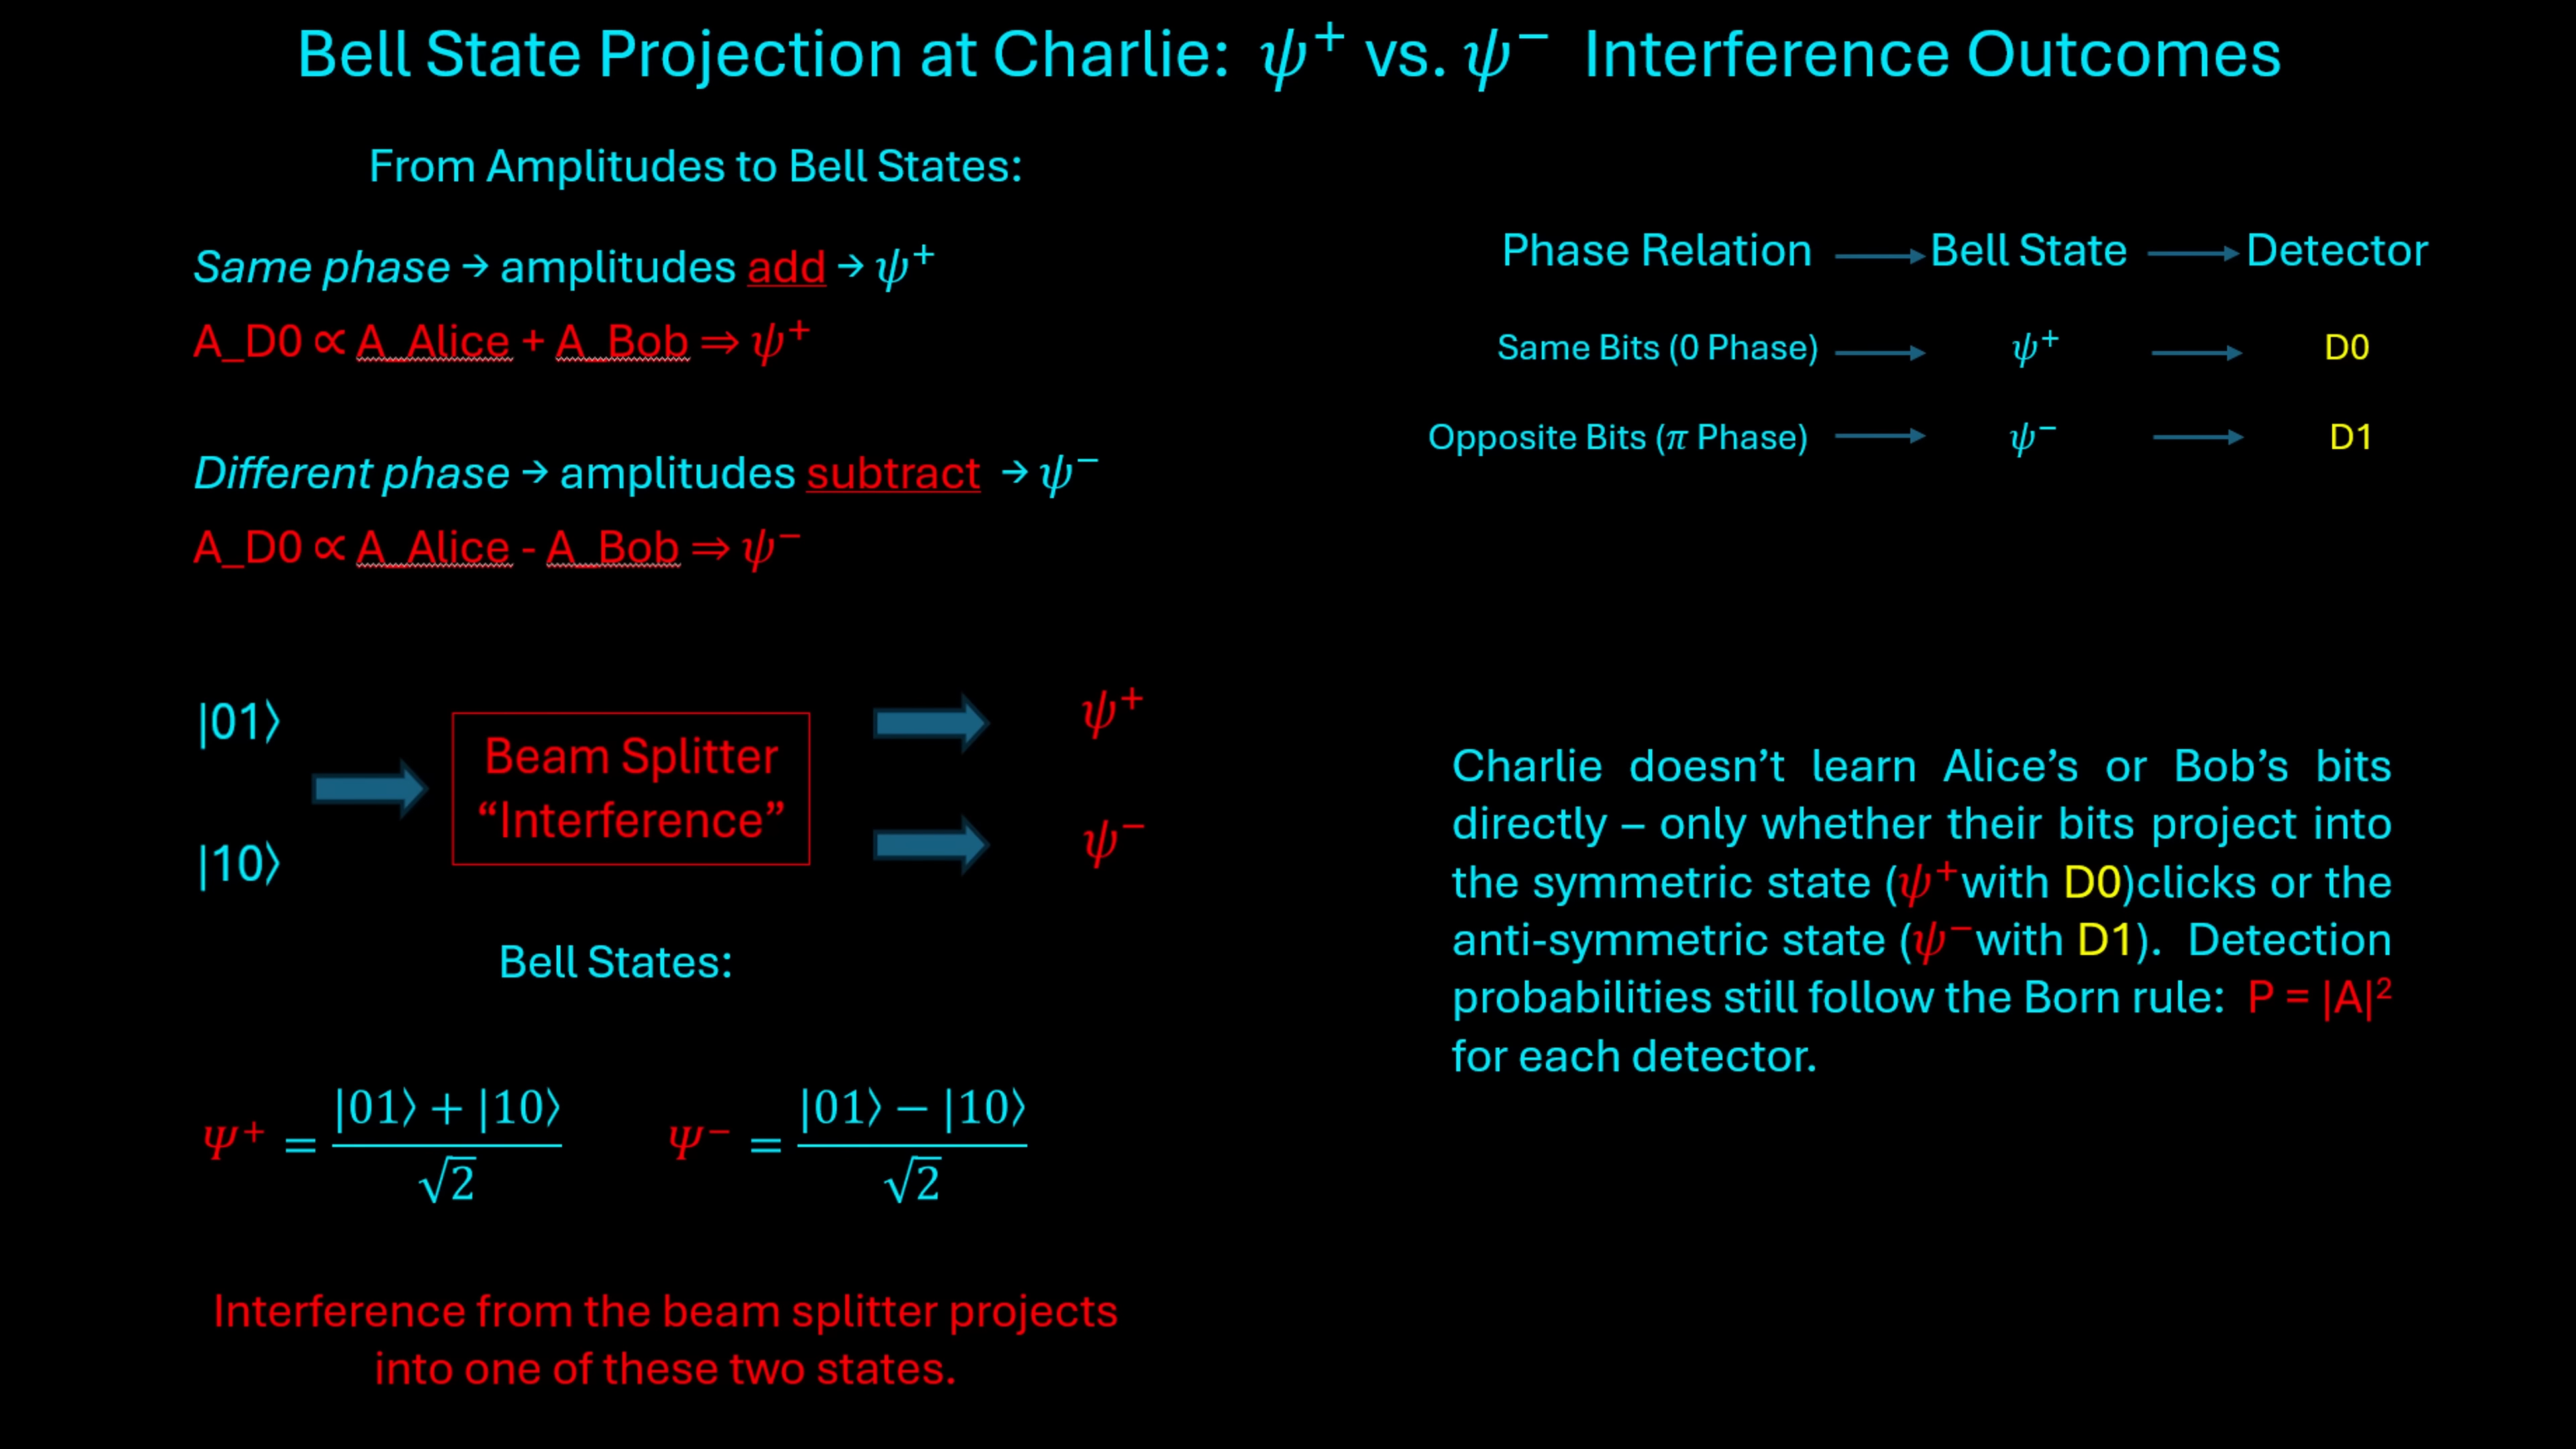 Bell State Projection at Charlie: ψ⁺ vs. ψ⁻ Interference Outcomes
From Amplitudes to Bell States:
Same phase → amplitudes add → ψ⁺
A_D0 ∝ A_Alice + A_Bob ⇒ ψ⁺
Different phase → amplitudes subtract → ψ⁻
A_D0 ∝ A_Alice - A_Bob ⇒ ψ⁻
|01⟩
|10⟩
Beam Splitter
“Interference”
ψ⁺
ψ⁻
Bell States:
Ψ⁺ = (|01⟩ + |10⟩)/√2 Ψ⁻ = (|01⟩ − |10⟩)/√2
Interference from the beam splitter projects
into one of these two states.
Phase Relation Bell State Detector
Same Bits (0 Phase) ψ⁺ D0
Opposite Bits (π Phase) ψ⁻ D1
Charlie doesn’t learn Alice’s or Bob’s bits
directly – only whether their bits project into
the symmetric state (ψ⁺with D0)clicks or the
anti-symmetric state (ψ⁻with D1). Detection
probabilities still follow the Born rule: P = |A|²
for each detector.